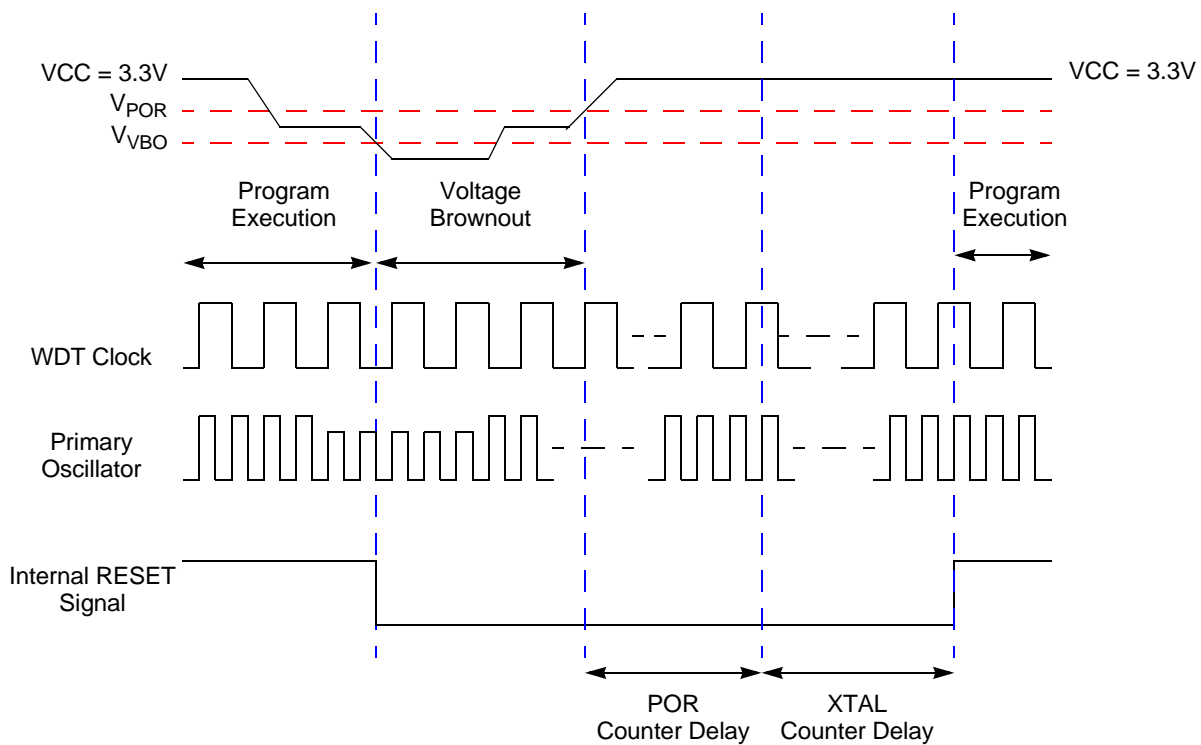 VCC = 3.3V
VCC = 3.3V
VPOR
VVBO
Program
Execution
Voltage
Brownout
Program
Execution
WDT Clock
Primary
Oscillator
Internal RESET
Signal
POR
Counter Delay
XTAL
Counter Delay